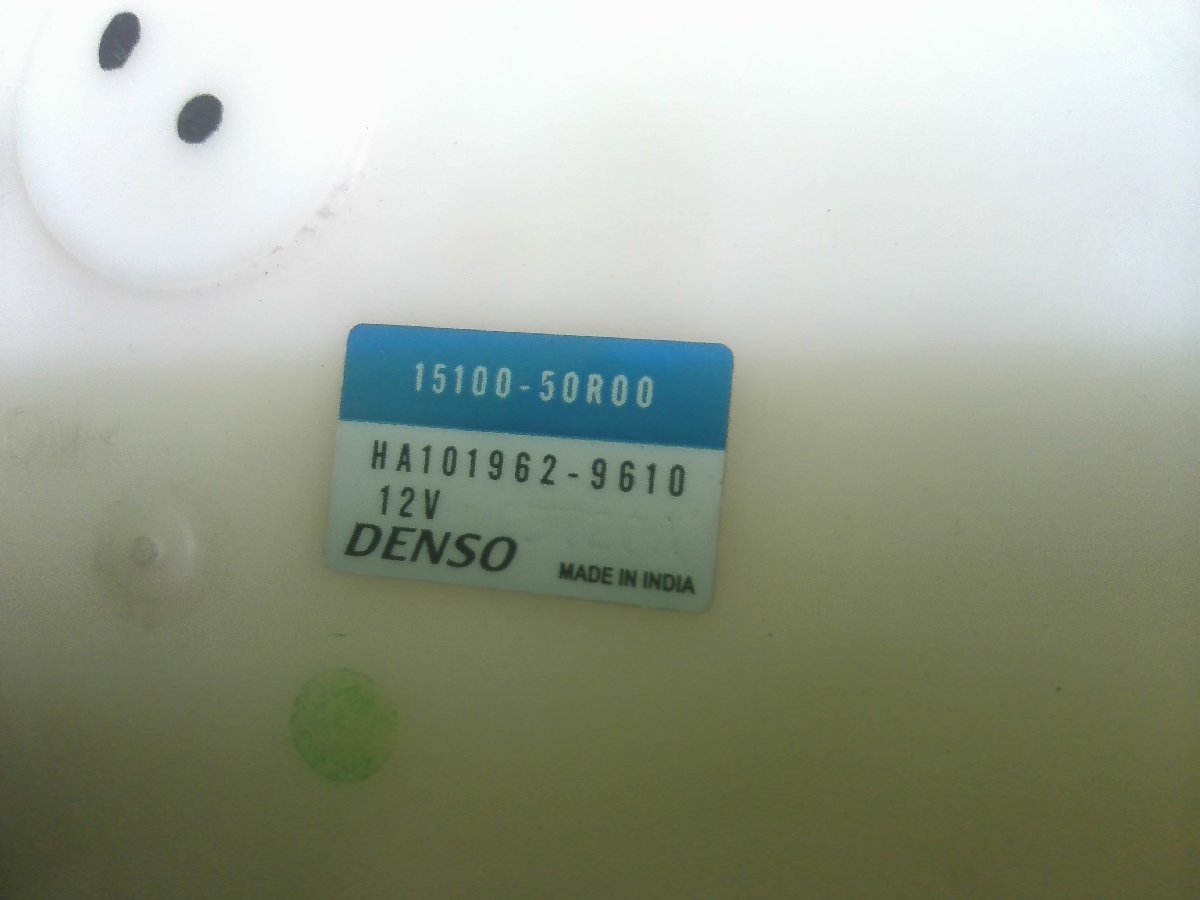 15100-50R00
HA101962-9610
12V
DENSO
MADE IN INDIA